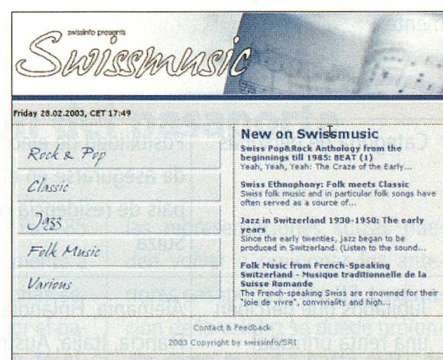 swissinfo presents
Swissmusic
Friday 28.02.2003, CET 17:49
Rock & Pop
Classic
Jazz
Folk Music
Various
New on Swissmusic
Swiss Pop&Rock Anthology from the
beginnings till 1985: BEAT (1)
Yeah, Yeah, Yeah: The Craze of the Early...
Swiss Ethnophony: Folk meets Classic
Swiss folk music and in particular folk songs have
often served as a source of...
Jazz in Switzerland 1930-1950: The early
years
Since the early twenties, jazz began to be
produced in Switzerland. (Listen to the sound...
Folk Music from French-Speaking
Switzerland - Musique traditionnelle de la
Suisse Romande
The French-speaking Swiss are renowned for their
"joie de vivre", conviviality and high...
Contact & Feedback
2003 Copyright by swissinfo/SRI